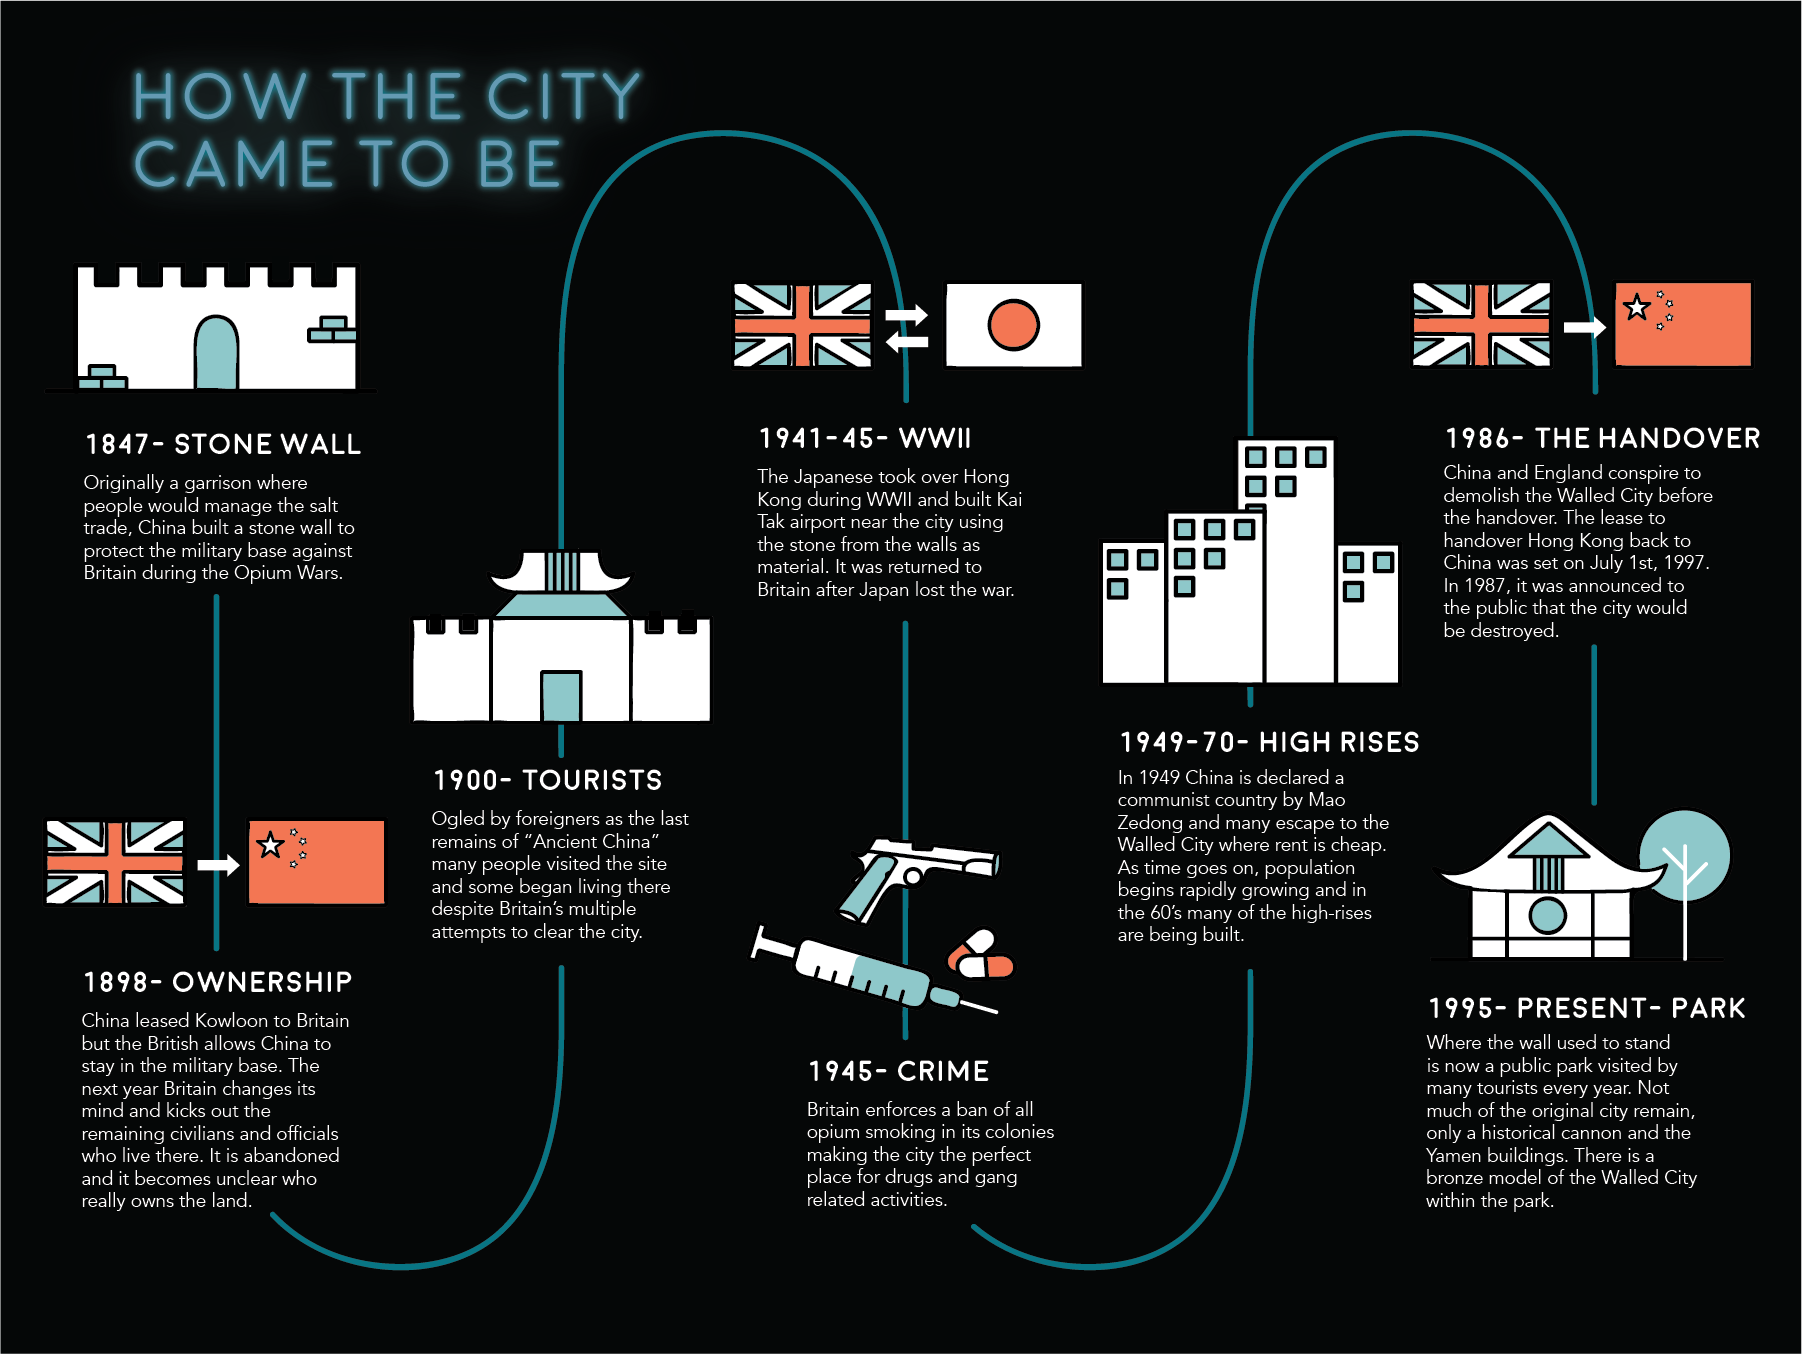 HOW THE CITY
CAME TO BE
1847- STONE WALL
Originally a garrison where
people would manage the salt
trade, China built a stone wall to
protect the military base against
Britain during the Opium Wars.
1898- OWNERSHIP
China leased Kowloon to Britain
but the British allows China to
stay in the military base. The
next year Britain changes its
mind and kicks out the
remaining civilians and officials
who live there. It is abandoned
and it becomes unclear who
really owns the land.
1900- TOURISTS
Ogled by foreigners as the last
remains of “Ancient China”
many people visited the site
and some began living there
despite Britain’s multiple
attempts to clear the city.
1941-45- WWII
The Japanese took over Hong
Kong during WWII and built Kai
Tak airport near the city using
the stone from the walls as
material. It was returned to
Britain after Japan lost the war.
1945- CRIME
Britain enforces a ban of all
opium smoking in its colonies
making the city the perfect
place for drugs and gang
related activities.
1949-70- HIGH RISES
In 1949 China is declared a
communist country by Mao
Zedong and many escape to the
Walled City where rent is cheap.
As time goes on, population
begins rapidly growing and in
the 60’s many of the high-rises
are being built.
1986- THE HANDOVER
China and England conspire to
demolish the Walled City before
the handover. The lease to
handover Hong Kong back to
China was set on July 1st, 1997.
In 1987, it was announced to
the public that the city would
be destroyed.
1995- PRESENT- PARK
Where the wall used to stand
is now a public park visited by
many tourists every year. Not
much of the original city remain,
only a historical cannon and the
Yamen buildings. There is a
bronze model of the Walled City
within the park.